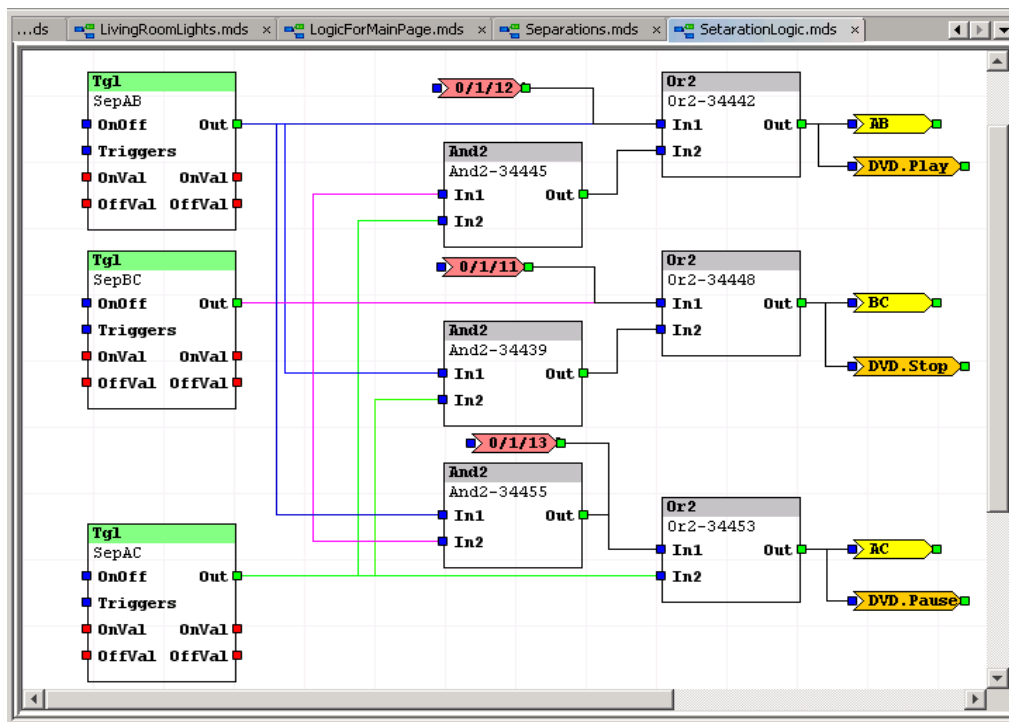 ...ds LivingRoomLights.mds × LogicForMainPage.mds × Separations.mds × SetarationLogic.mds ×
Tgl
SepAB
OnOff Out
Triggers
OnVal OnVal
OffVal OffVal
0/1/12
Or2
Or2-34442
In1 Out
In2
AB
DVD.Play
And2
And2-34445
In1 Out
In2
Tgl
SepBC
OnOff Out
Triggers
OnVal OnVal
OffVal OffVal
0/1/11
Or2
Or2-34448
In1 Out
In2
BC
DVD.Stop
And2
And2-34439
In1 Out
In2
0/1/13
And2
And2-34455
In1 Out
In2
Tgl
SepAC
OnOff Out
Triggers
OnVal OnVal
OffVal OffVal
Or2
Or2-34453
In1 Out
In2
AC
DVD.Pause